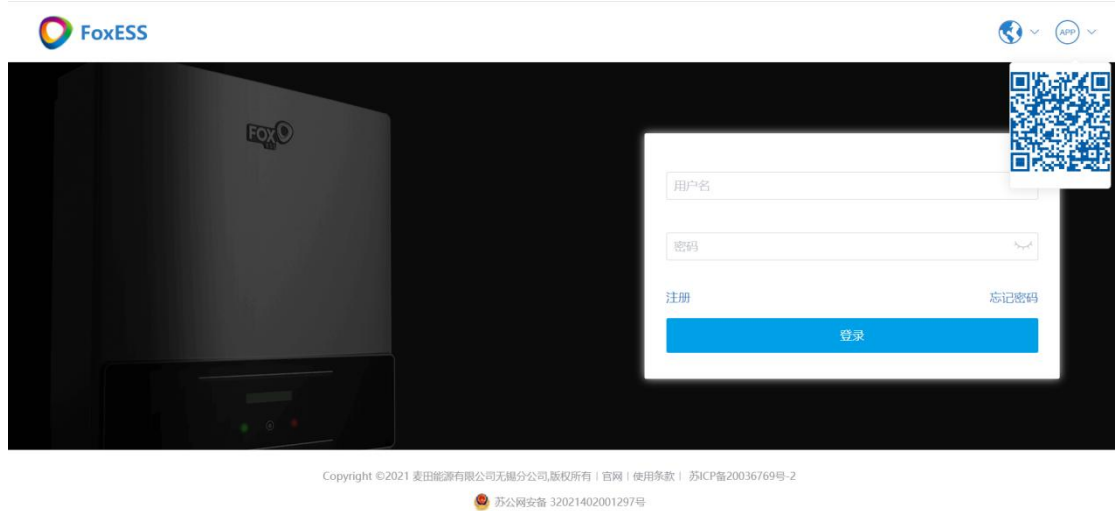 FoxESS
APP
FOX
用户名
密码
注册 忘记密码
登录
Copyright ©2021 麦田能源有限公司无锡分公司,版权所有 | 官网 | 使用条款 | 苏ICP备20036769号-2
苏公网安备 32021402001297号